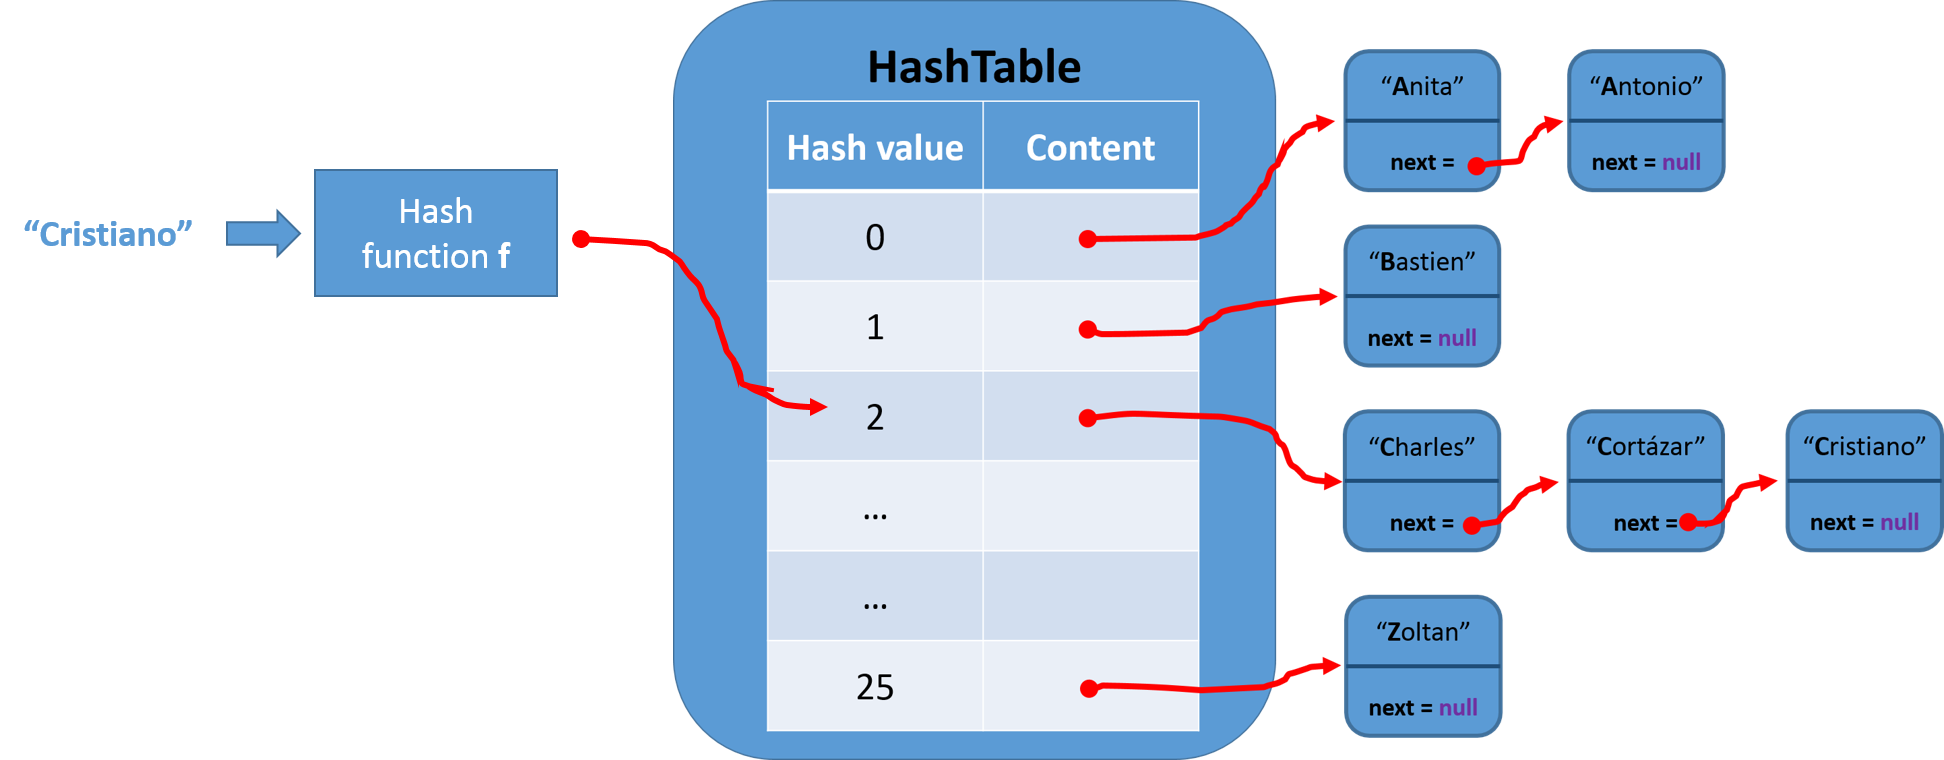 HashTable
“Cristiano”
Hash
function f
Hash value Content
0
1
2
...
...
25
“Anita”
next =
“Antonio”
next = null
“Bastien”
next = null
“Charles”
next =
“Cortázar”
next =
“Cristiano”
next = null
“Zoltan”
next = null